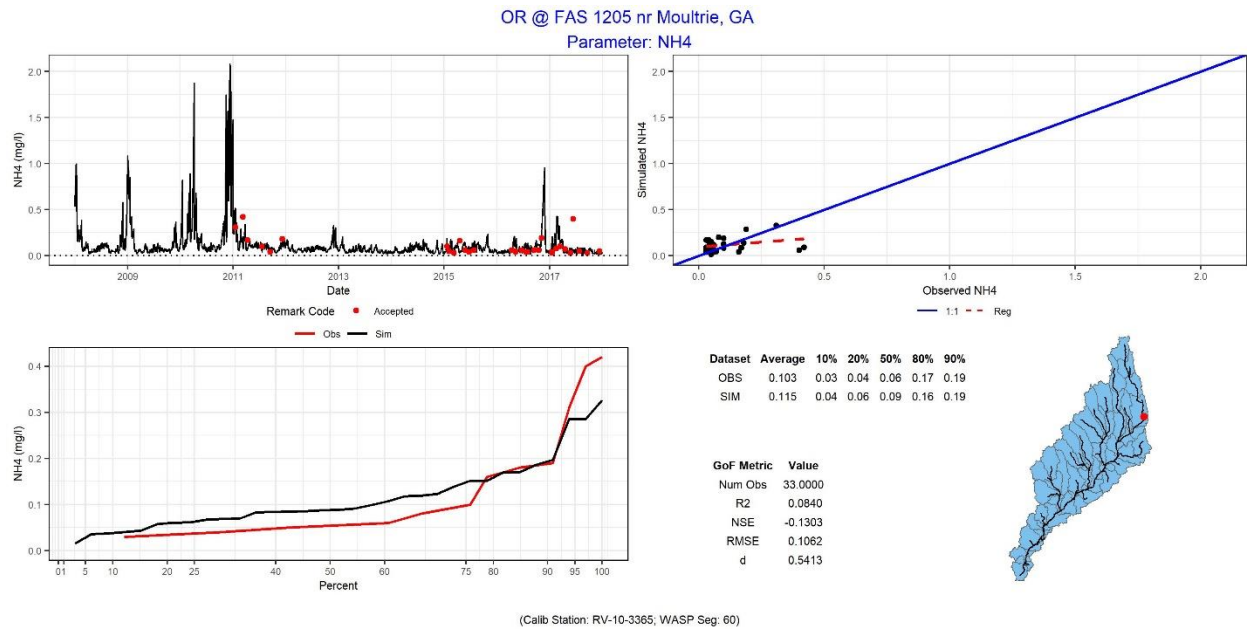 OR @ FAS 1205 nr Moultrie, GA
Parameter: NH4
NH4 (mg/l)
2.0
1.5
1.0
0.5
0.0
2009
2011
2013
2015
2017
Date
Remark Code
Accepted
Simulated NH4
2.0
1.5
1.0
0.5
0.0
0.0
0.5
1.0
1.5
2.0
Observed NH4
1:1
Reg
Obs
Sim
NH4 (mg/l)
0.4
0.3
0.2
0.1
0.0
0 1 5 10 20 25 40 50 60 75 80 90 95 100
Percent
Dataset Average 10% 20% 50% 80% 90%
OBS 0.103 0.03 0.04 0.06 0.17 0.19
SIM 0.115 0.04 0.06 0.09 0.16 0.19
GoF Metric Value
Num Obs 33.0000
R2 0.0840
NSE -0.1303
RMSE 0.1062
d 0.5413
(Calib Station: RV-10-3365; WASP Seg: 60)